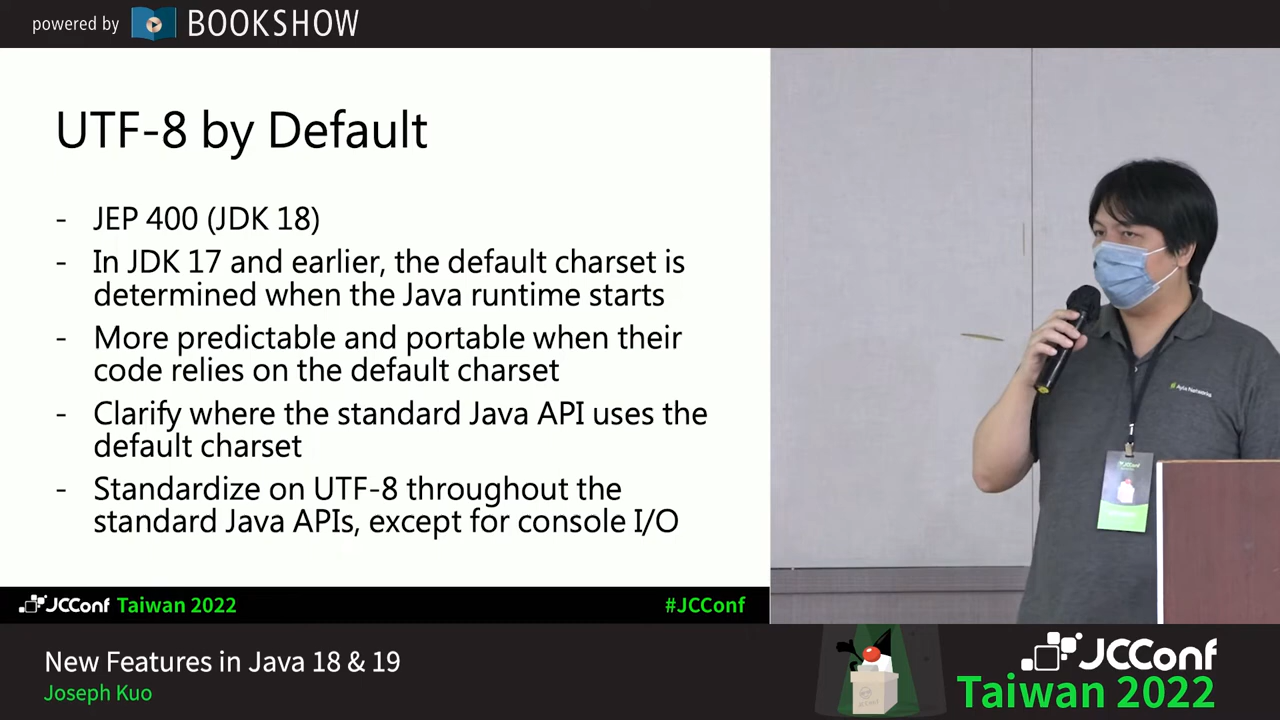 powered by BOOKSHOW
UTF-8 by Default
- JEP 400 (JDK 18)
- In JDK 17 and earlier, the default charset is
determined when the Java runtime starts
- More predictable and portable when their
code relies on the default charset
- Clarify where the standard Java API uses the
default charset
- Standardize on UTF-8 throughout the
standard Java APIs, except for console I/O
JCConf Taiwan 2022
#JCConf
Ayla Networks
JCConf
New Features in Java 18 & 19
Joseph Kuo
JCConf
Taiwan 2022